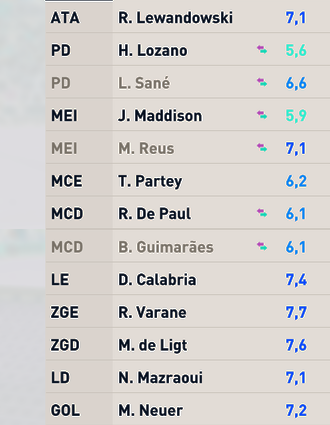 ATA R. Lewandowski 7,1
PD H. Lozano 5,6
PD L. Sané 6,6
MEI J. Maddison 5,9
MEI M. Reus 7,1
MCE T. Partey 6,2
MCD R. De Paul 6,1
MCD B. Guimarães 6,1
LE D. Calabria 7,4
ZGE R. Varane 7,7
ZGD M. de Ligt 7,6
LD N. Mazraoui 7,1
GOL M. Neuer 7,2